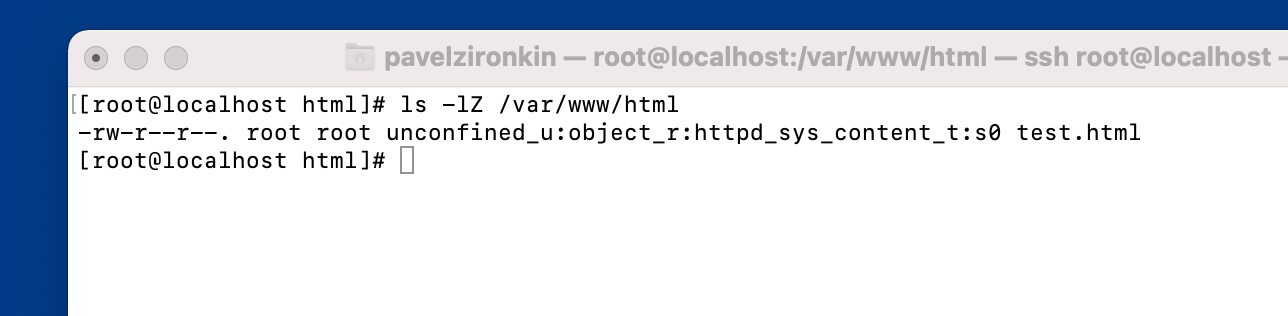 pavelzironkin — root@localhost:/var/www/html — ssh root@localhost –
[[root@localhost html]# ls -lZ /var/www/html
-rw-r--r--. root root unconfined_u:object_r:httpd_sys_content_t:s0 test.html
[root@localhost html]#